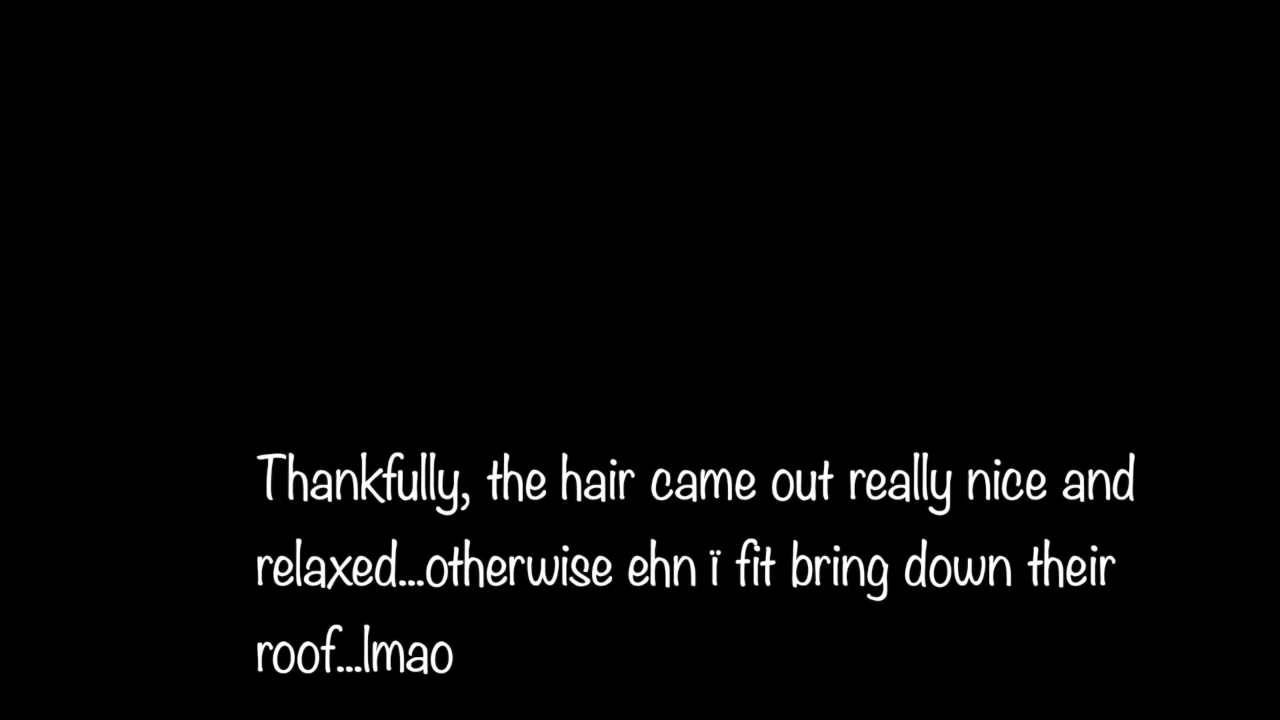 Thankfully, the hair came out really nice and
relaxed...otherwise ehn ï fit bring down their
roof...lmao